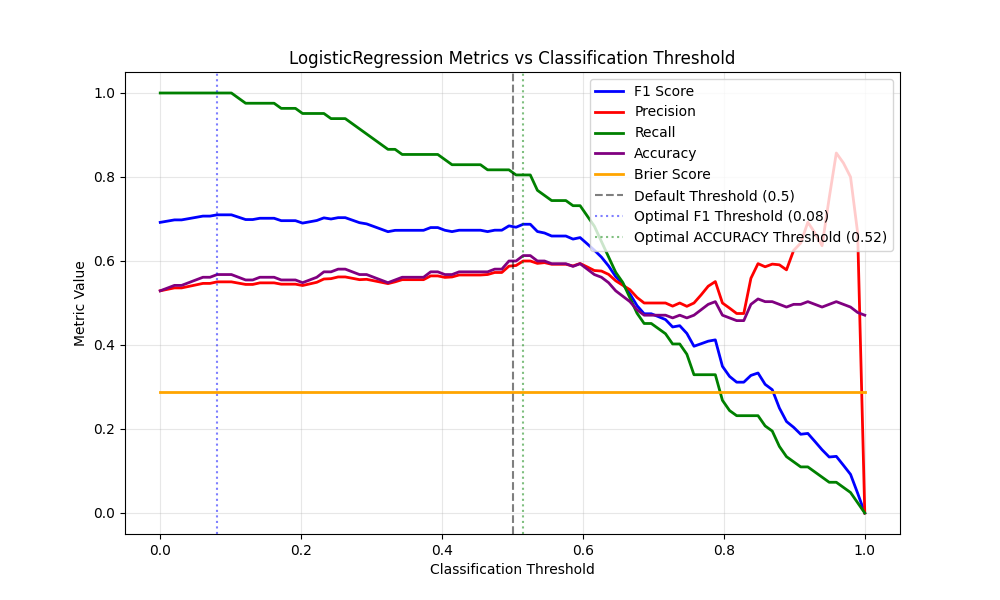 LogisticRegression Metrics vs Classification Threshold
Metric Value
1.0
0.8
0.6
0.4
0.2
0.0
F1 Score
Precision
Recall
Accuracy
Brier Score
Default Threshold (0.5)
Optimal F1 Threshold (0.08)
Optimal ACCURACY Threshold (0.52)
0.0 0.2 0.4 0.6 0.8 1.0
Classification Threshold